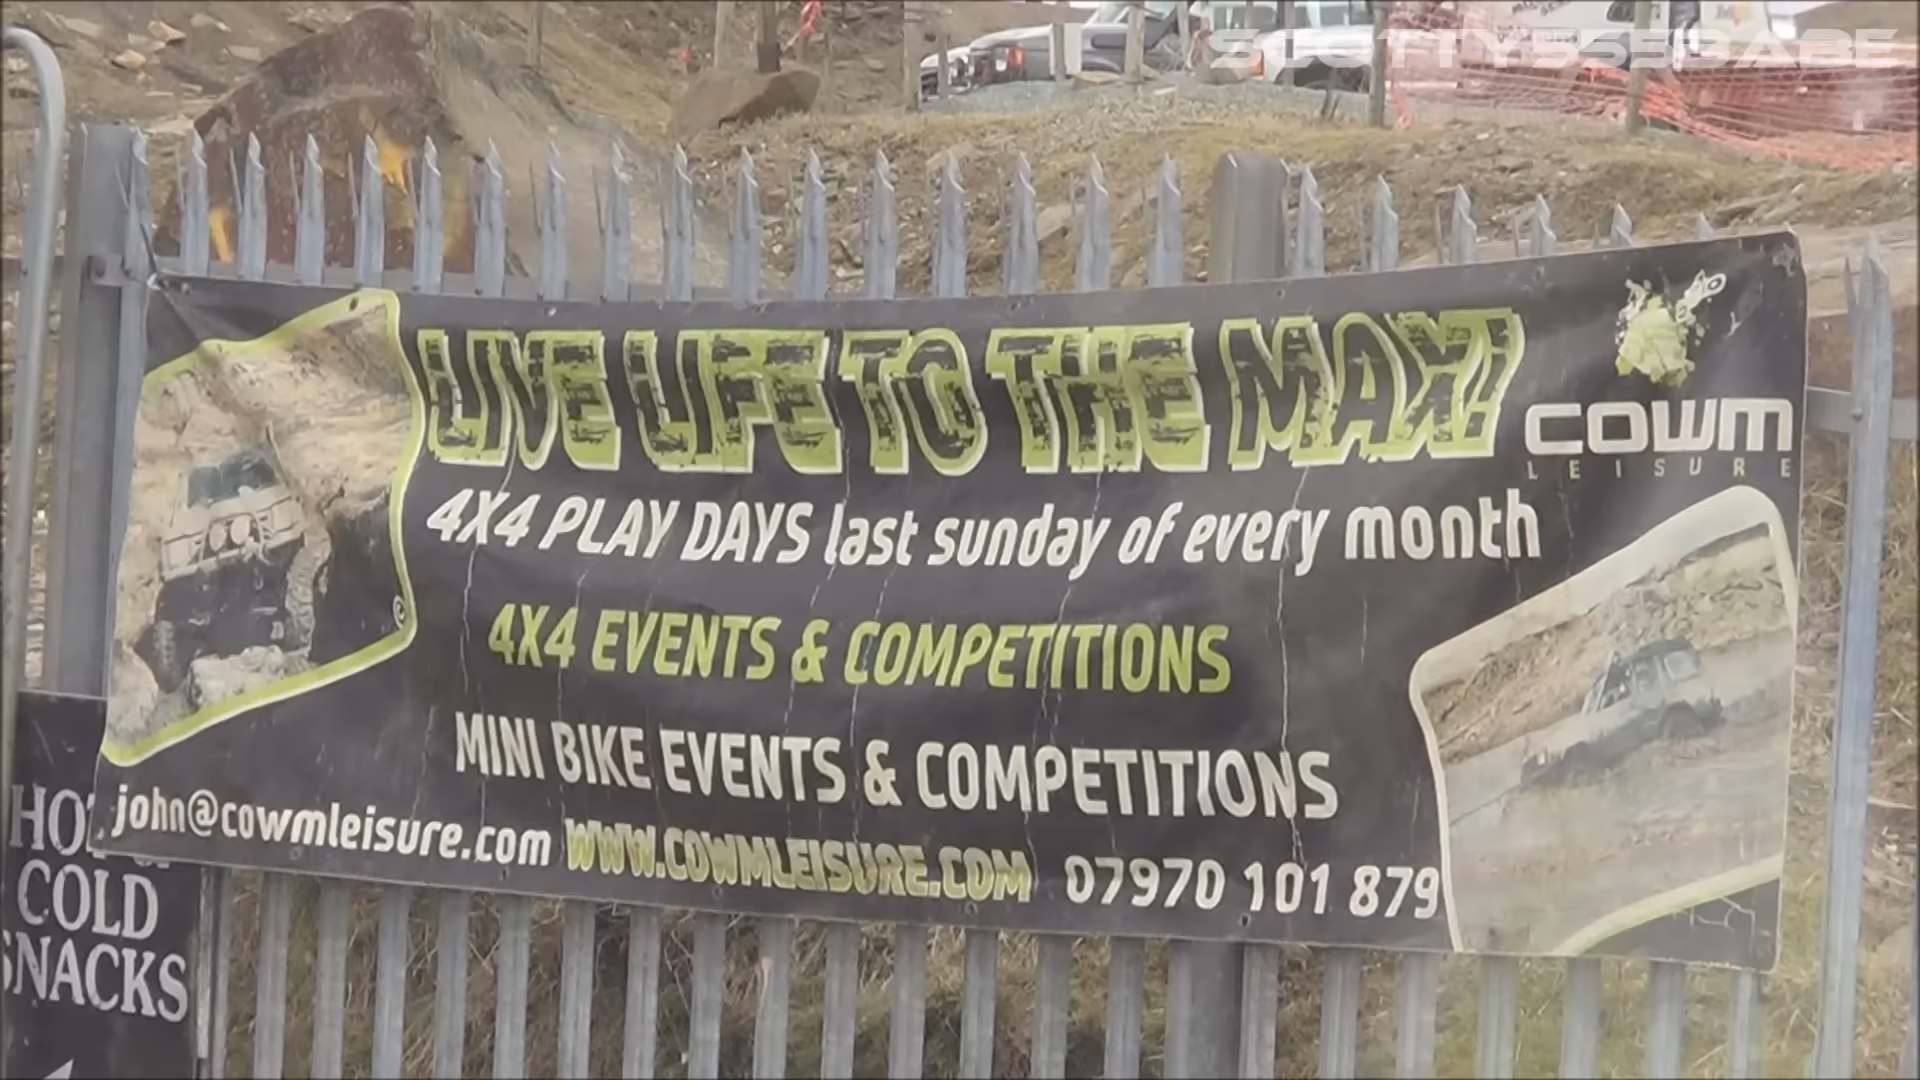 SCOTTY555BABE
LIVE LIFE TO THE MAX!
COWM
LEISURE
4X4 PLAY DAYS last sunday of every month
4X4 EVENTS & COMPETITIONS
MINI BIKE EVENTS & COMPETITIONS
john@cowmleisure.com WWW.COWMLEISURE.COM 07970 101 879
HOT &
COLD
SNACKS